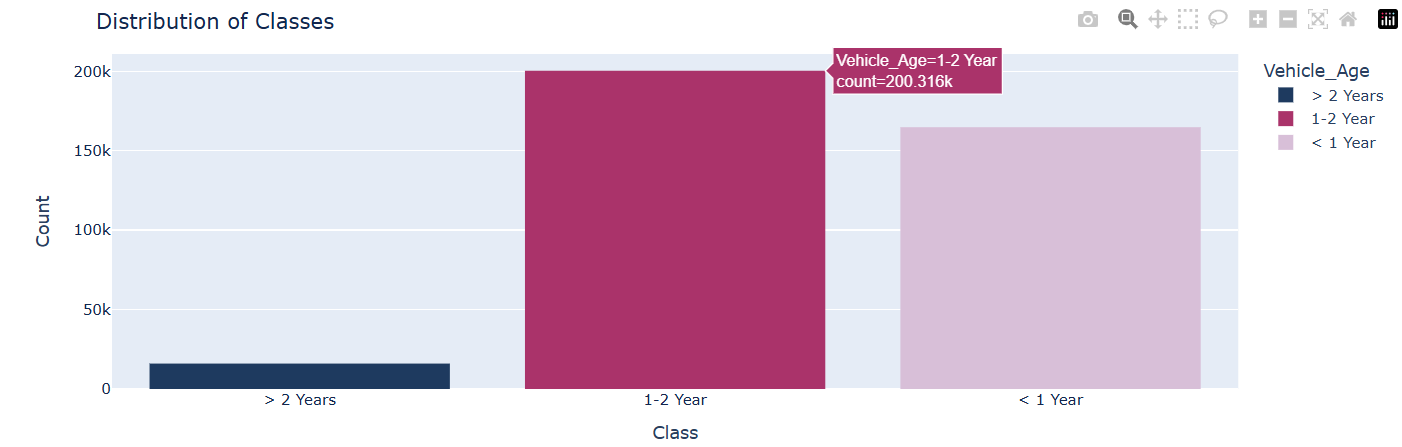 Distribution of Classes
Vehicle_Age=1-2 Year
count=200.316k
Vehicle_Age
> 2 Years
1-2 Year
< 1 Year
200k
150k
100k
50k
0
Count
> 2 Years
1-2 Year
< 1 Year
Class